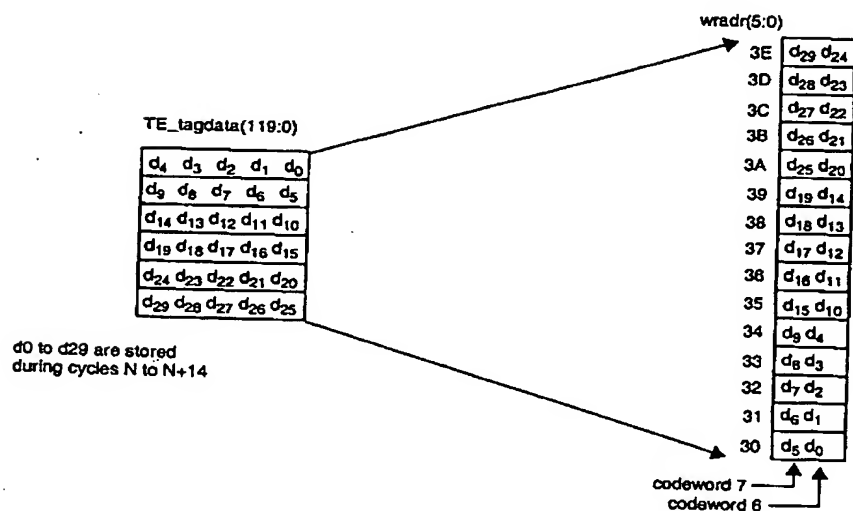 wradr(5:0)
3E d29 d24
3D d28 d23
3C d27 d22
3B d26 d21
3A d25 d20
39 d19 d14
38 d18 d13
37 d17 d12
36 d16 d11
35 d15 d10
34 d9 d4
33 d8 d3
32 d7 d2
31 d6 d1
30 d5 d0
codeword 7
codeword 6
TE_tagdata(119:0)
d4 d3 d2 d1 d0
d9 d8 d7 d6 d5
d14 d13 d12 d11 d10
d19 d18 d17 d16 d15
d24 d23 d22 d21 d20
d29 d28 d27 d26 d25
d0 to d29 are stored
during cycles N to N+14